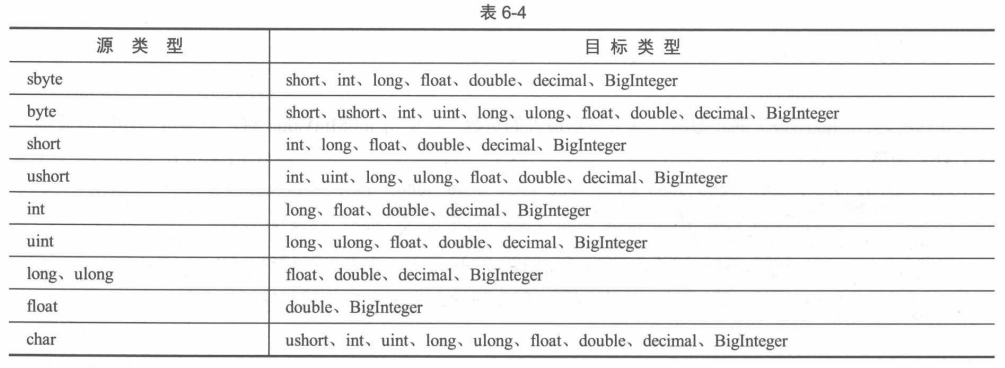 表 6-4
源 类 型 目 标 类 型
sbyte short、int、long、float、double、decimal、BigInteger
byte short、ushort、int、uint、long、ulong、float、double、decimal、BigInteger
short int、long、float、double、decimal、BigInteger
ushort int、uint、long、ulong、float、double、decimal、BigInteger
int long、float、double、decimal、BigInteger
uint long、ulong、float、double、decimal、BigInteger
long、ulong float、double、decimal、BigInteger
float double、BigInteger
char ushort、int、uint、long、ulong、float、double、decimal、BigInteger